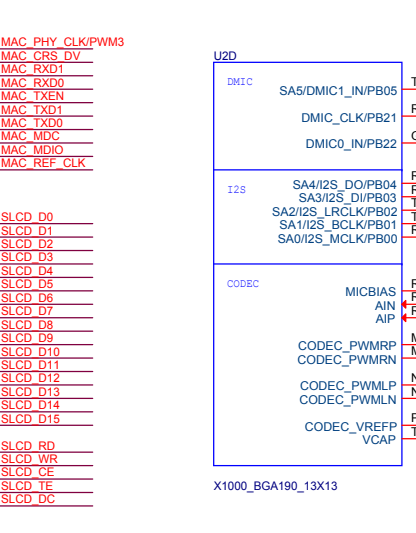 MAC_PHY_CLK/PWM3
MAC_CRS_DV
MAC_RXD1
MAC_RXD0
MAC_TXEN
MAC_TXD1
MAC_TXD0
MAC_MDC
MAC_MDIO
MAC_REF_CLK
SLCD_D0
SLCD_D1
SLCD_D2
SLCD_D3
SLCD_D4
SLCD_D5
SLCD_D6
SLCD_D7
SLCD_D8
SLCD_D9
SLCD_D10
SLCD_D11
SLCD_D12
SLCD_D13
SLCD_D14
SLCD_D15
SLCD_RD
SLCD_WR
SLCD_CE
SLCD_TE
SLCD_DC
U2D
DMIC
SA5/DMIC1_IN/PB05
DMIC_CLK/PB21
DMIC0_IN/PB22
I2S
SA4/I2S_DO/PB04
SA3/I2S_DI/PB03
SA2/I2S_LRCLK/PB02
SA1/I2S_BCLK/PB01
SA0/I2S_MCLK/PB00
CODEC
MICBIAS
AIN
AIP
CODEC_PWMRP
CODEC_PWMRN
CODEC_PWMLP
CODEC_PWMLN
CODEC_VREFP
VCAP
X1000_BGA190_13X13